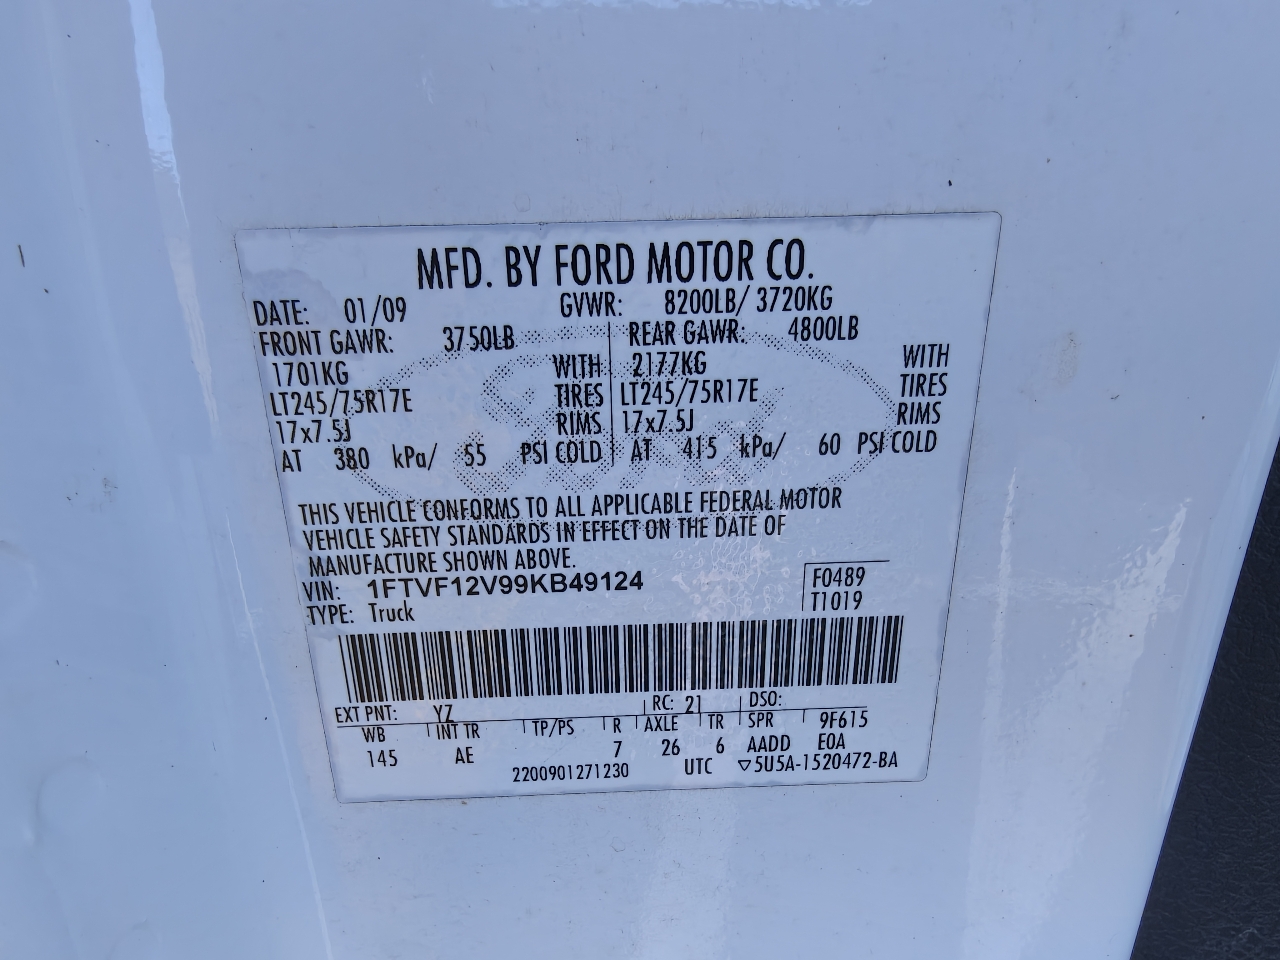 MFD. BY FORD MOTOR CO.
DATE: 01/09 GVWR: 8200LB/ 3720KG
FRONT GAWR: 3750LB REAR GAWR: 4800LB
1701KG WITH 2177KG WITH
LT245/75R17E TIRES LT245/75R17E TIRES
17x7.5J RIMS 17x7.5J RIMS
AT 380 kPa/ 55 PSI COLD AT 415 kPa/ 60 PSI COLD
THIS VEHICLE CONFORMS TO ALL APPLICABLE FEDERAL MOTOR
VEHICLE SAFETY STANDARDS IN EFFECT ON THE DATE OF
MANUFACTURE SHOWN ABOVE.
VIN: 1FTVF12V99KB49124 F0489
TYPE: Truck T1019
EXT PNT: YZ RC: 21 DSO:
WB INT TR TP/PS R AXLE TR SPR 9F615
145 AE 7 26 6 AADD E0A
2200901271230 UTC ▽5U5A-1520472-BA